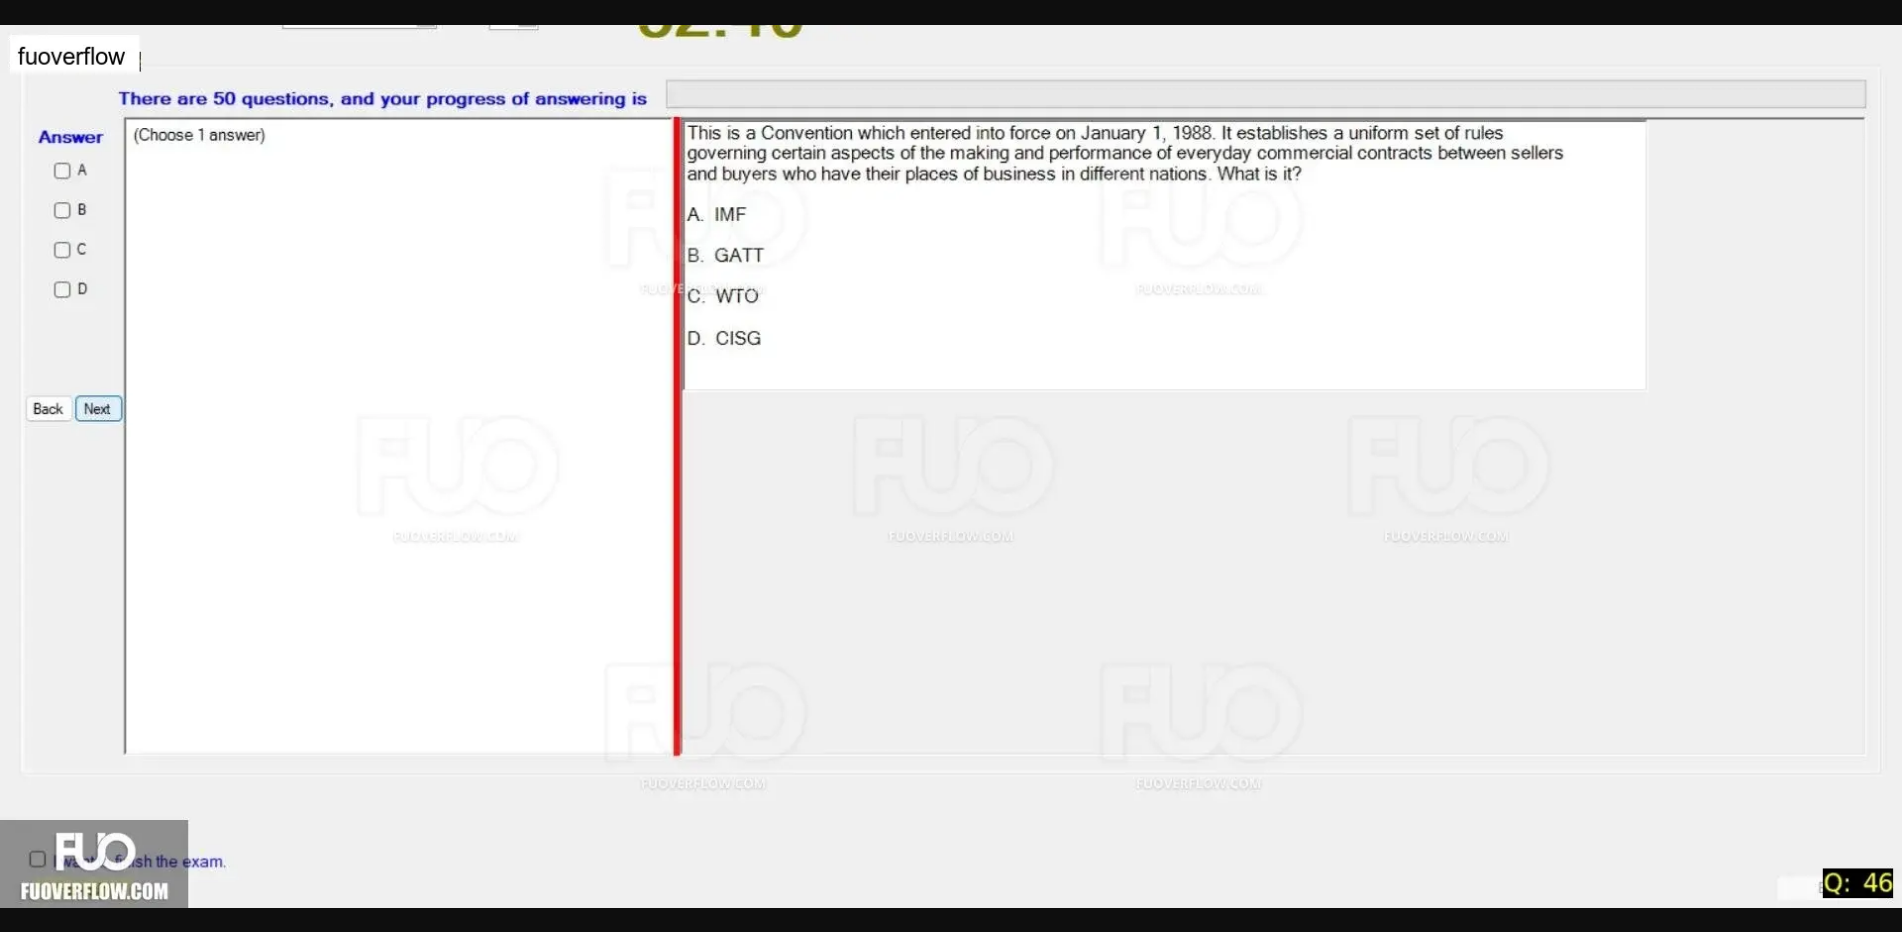 fuoverflow
There are 50 questions, and your progress of answering is
Answer
(Choose 1 answer)
A
B
C
D
Back
Next
This is a Convention which entered into force on January 1, 1988. It establishes a uniform set of rules
governing certain aspects of the making and performance of everyday commercial contracts between sellers
and buyers who have their places of business in different nations. What is it?
A. IMF
B. GATT
C. WTO
D. CISG
FUO
FUOVERFLOW.COM
FUO
FUOVERFLOW.COM
FUO
FUOVERFLOW.COM
FUO
FUOVERFLOW.COM
FUO
FUOVERFLOW.COM
FUO
FUOVERFLOW.COM
FUO
FUOVERFLOW.COM
FUO
FUOVERFLOW.COM
the exam.
Q: 46